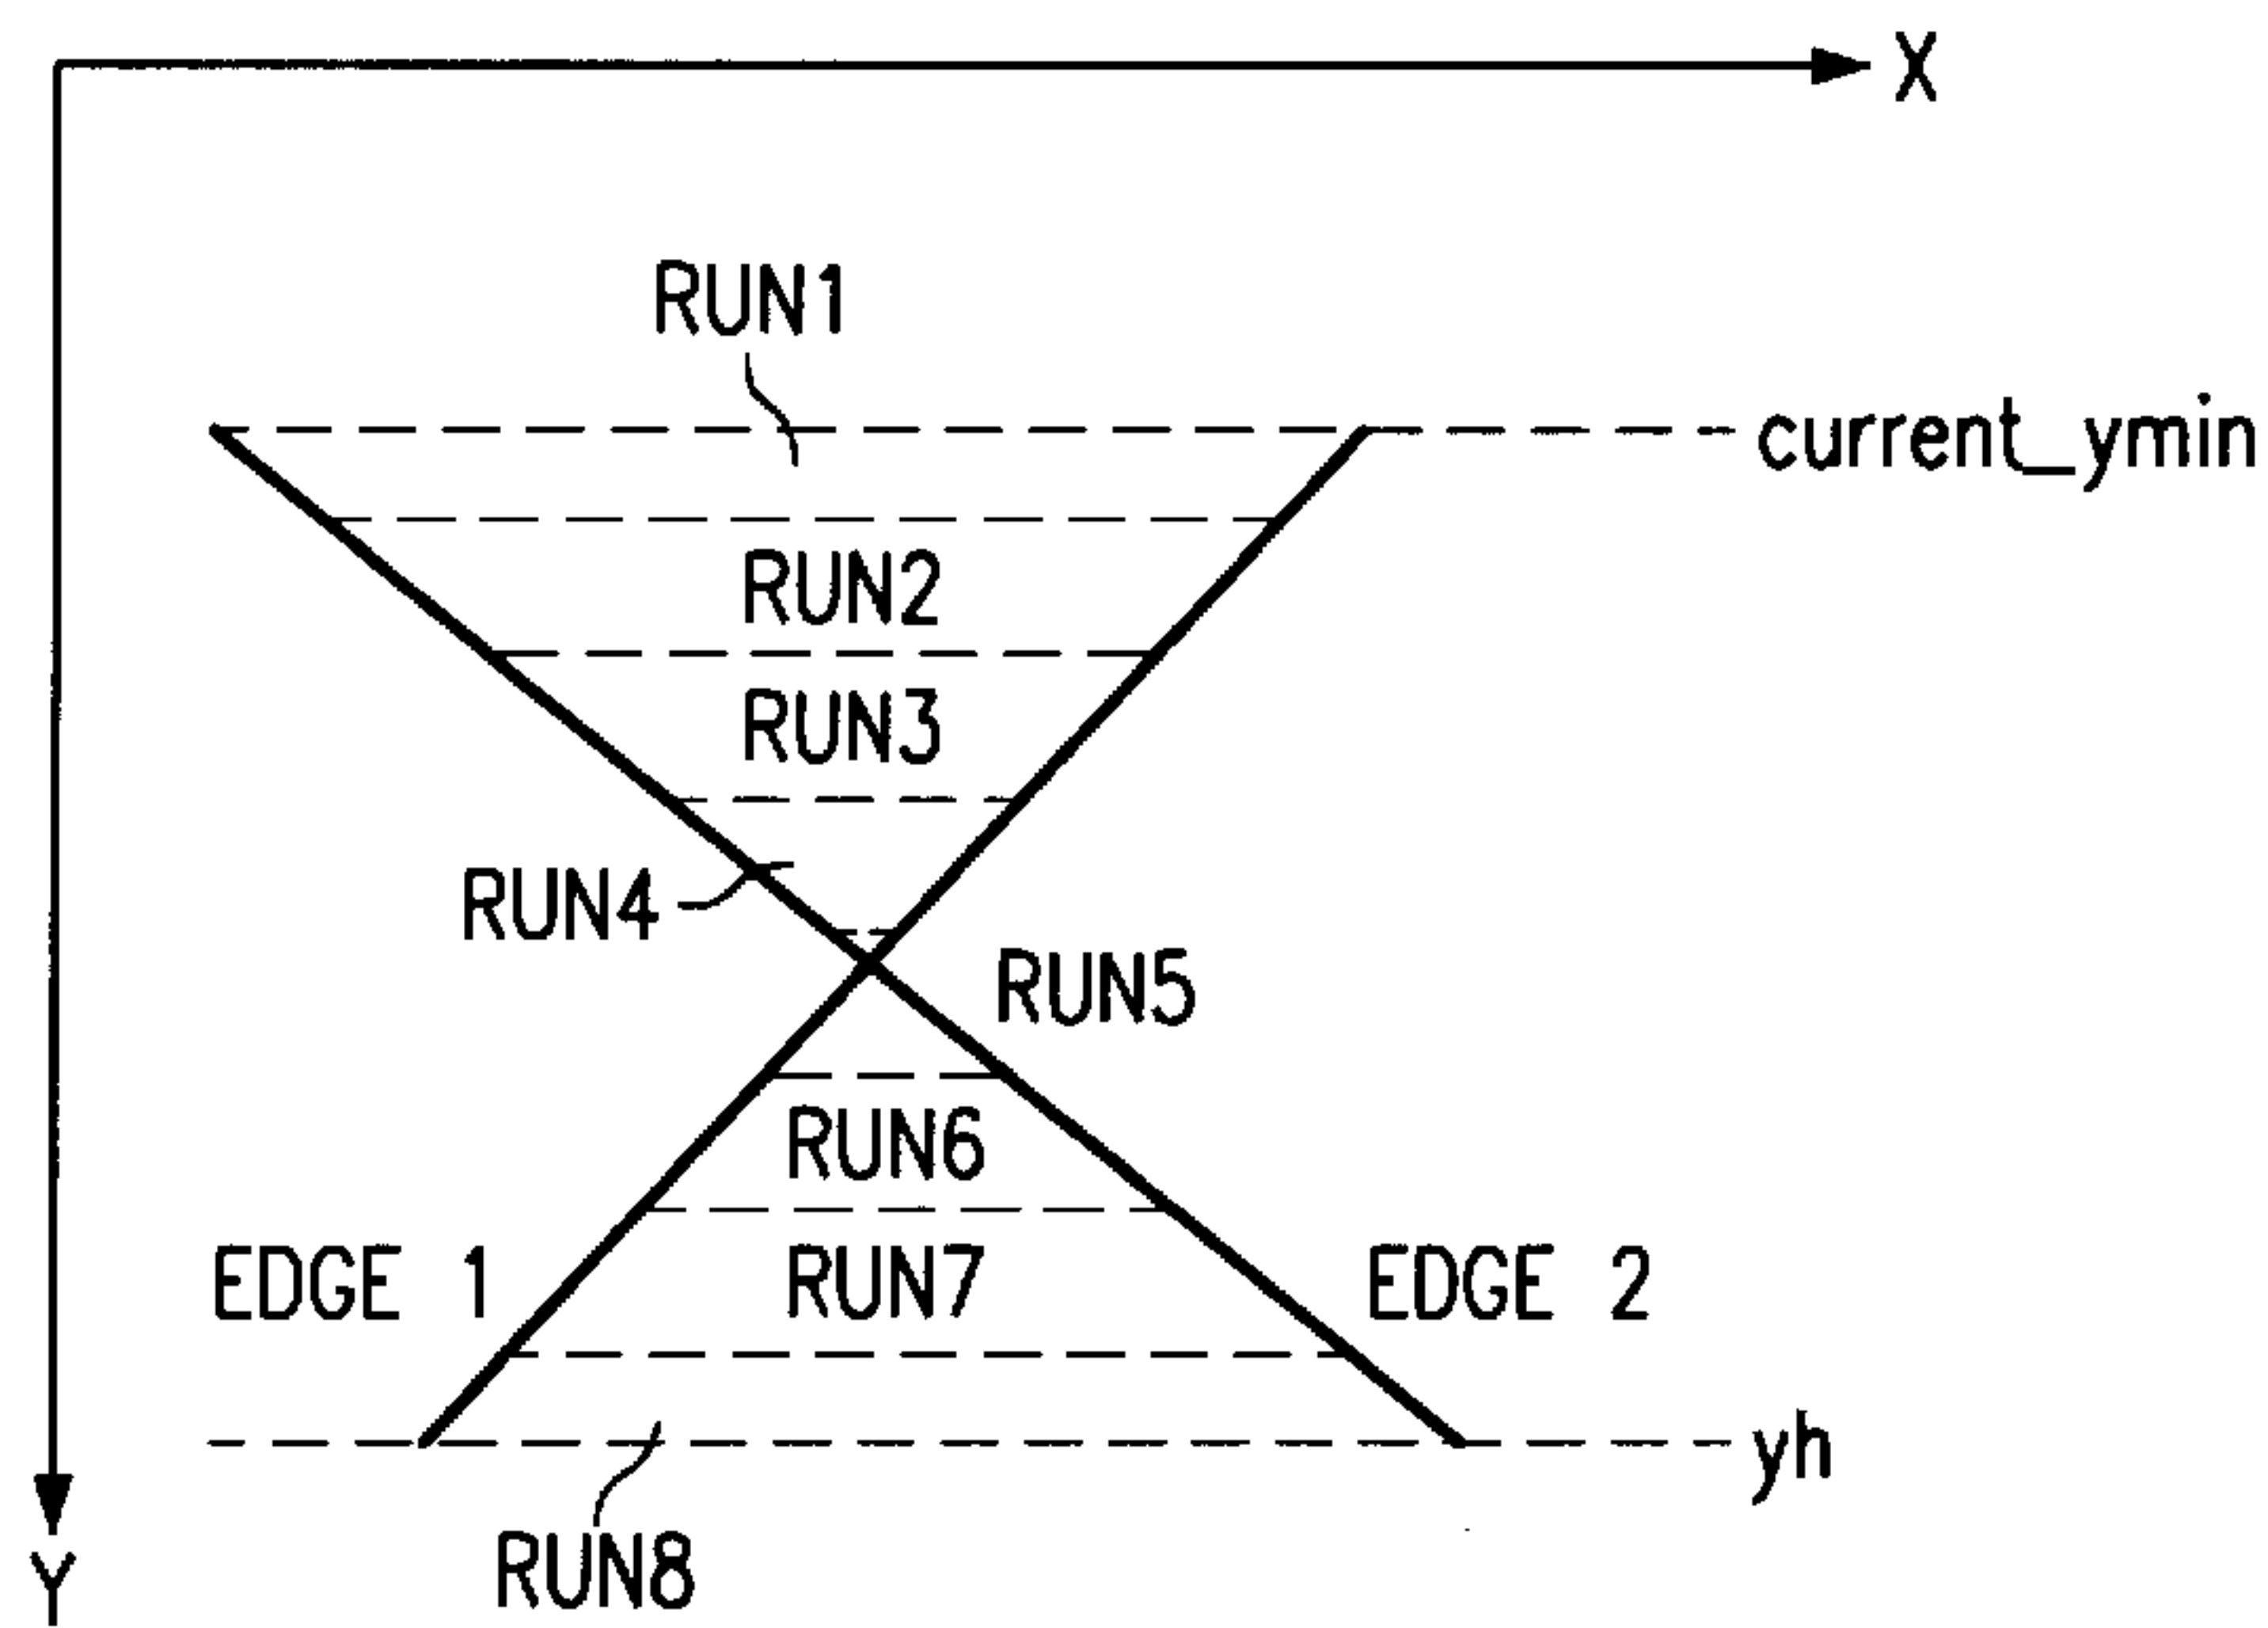 X
RUN1
current_ymin
RUN2
RUN3
RUN4
RUN5
RUN6
EDGE 1
RUN7
EDGE 2
yh
RUN8
Y